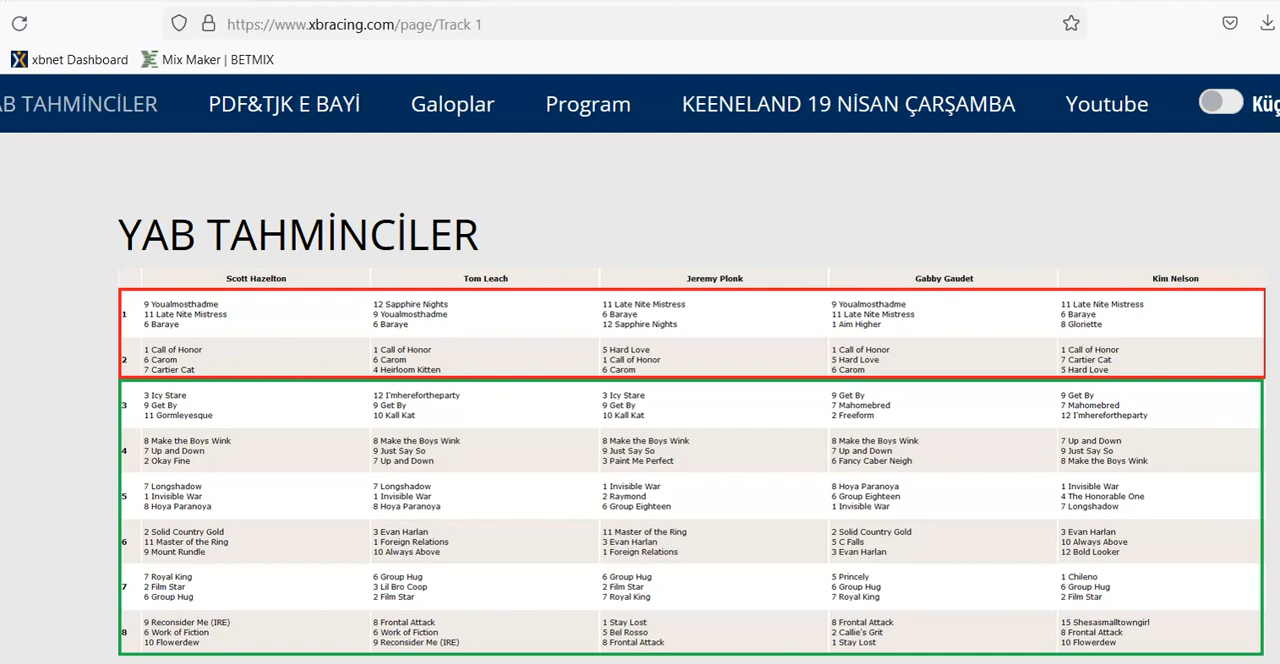 https://www.xbracing.com/page/Track 1
xbnet Dashboard Mix Maker | BETMIX
AB TAHMİNCİLER PDF&TJK E BAYİ Galoplar Program KEENELAND 19 NİSAN ÇARŞAMBA Youtube
YAB TAHMİNCİLER
Scott Hazelton Tom Leach Jeremy Plonk Gabby Gaudet Kim Nelson
1
9 Youalmosthadme 12 Sapphire Nights 11 Late Nite Mistress 9 Youalmosthadme 11 Late Nite Mistress
11 Late Nite Mistress 9 Youalmosthadme 6 Baraye 11 Late Nite Mistress 6 Baraye
6 Baraye 6 Baraye 12 Sapphire Nights 1 Aim Higher 8 Gloriette
2
1 Call of Honor 1 Call of Honor 5 Hard Love 1 Call of Honor 1 Call of Honor
6 Carom 6 Carom 1 Call of Honor 5 Hard Love 7 Cartier Cat
7 Cartier Cat 4 Heirloom Kitten 6 Carom 6 Carom 5 Hard Love
3
3 Icy Stare 12 I'mherefortheparty 3 Icy Stare 9 Get By 9 Get By
9 Get By 9 Get By 9 Get By 7 Mahomebred 7 Mahomebred
11 Gormleyesque 10 Kall Kat 10 Kall Kat 2 Freeform 12 I'mherefortheparty
4
8 Make the Boys Wink 8 Make the Boys Wink 8 Make the Boys Wink 8 Make the Boys Wink 7 Up and Down
7 Up and Down 9 Just Say So 9 Just Say So 7 Up and Down 9 Just Say So
2 Okay Fine 7 Up and Down 3 Paint Me Perfect 6 Fancy Caber Neigh 8 Make the Boys Wink
5
7 Longshadow 7 Longshadow 1 Invisible War 8 Hoya Paranoya 1 Invisible War
1 Invisible War 1 Invisible War 2 Raymond 6 Group Eighteen 4 The Honorable One
8 Hoya Paranoya 8 Hoya Paranoya 6 Group Eighteen 1 Invisible War 7 Longshadow
6
2 Solid Country Gold 3 Evan Harlan 11 Master of the Ring 2 Solid Country Gold 3 Evan Harlan
11 Master of the Ring 1 Foreign Relations 3 Evan Harlan 5 C Falls 10 Always Above
9 Mount Rundle 10 Always Above 1 Foreign Relations 3 Evan Harlan 12 Bold Looker
7
7 Royal King 6 Group Hug 6 Group Hug 5 Princely 1 Chileno
2 Film Star 3 Lil Bro Coop 2 Film Star 6 Group Hug 6 Group Hug
6 Group Hug 2 Film Star 7 Royal King 7 Royal King 2 Film Star
8
9 Reconsider Me (IRE) 8 Frontal Attack 1 Stay Lost 8 Frontal Attack 15 Shesasmalltowngirl
6 Work of Fiction 6 Work of Fiction 5 Bel Rosso 2 Callie's Grit 8 Frontal Attack
10 Flowerdew 9 Reconsider Me (IRE) 8 Frontal Attack 1 Stay Lost 10 Flowerdew